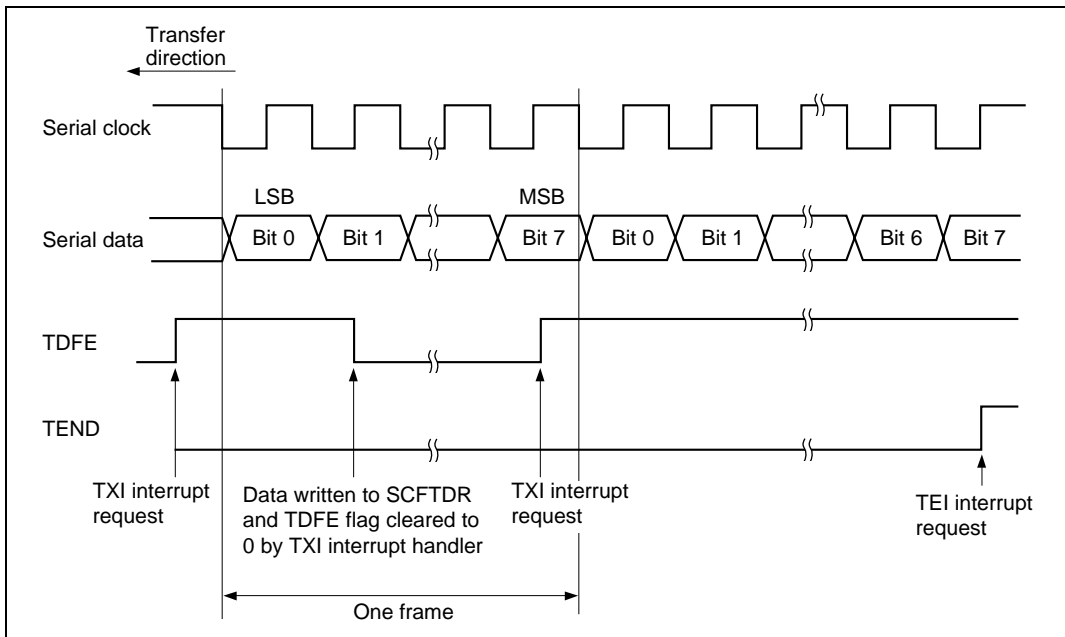 Transfer
direction
Serial clock
LSB
MSB
Serial data
Bit 0
Bit 1
Bit 7
Bit 0
Bit 1
Bit 6
Bit 7
TDFE
TEND
TXI interrupt
request
Data written to SCFTDR
and TDFE flag cleared to
0 by TXI interrupt handler
TXI interrupt
request
TEI interrupt
request
One frame